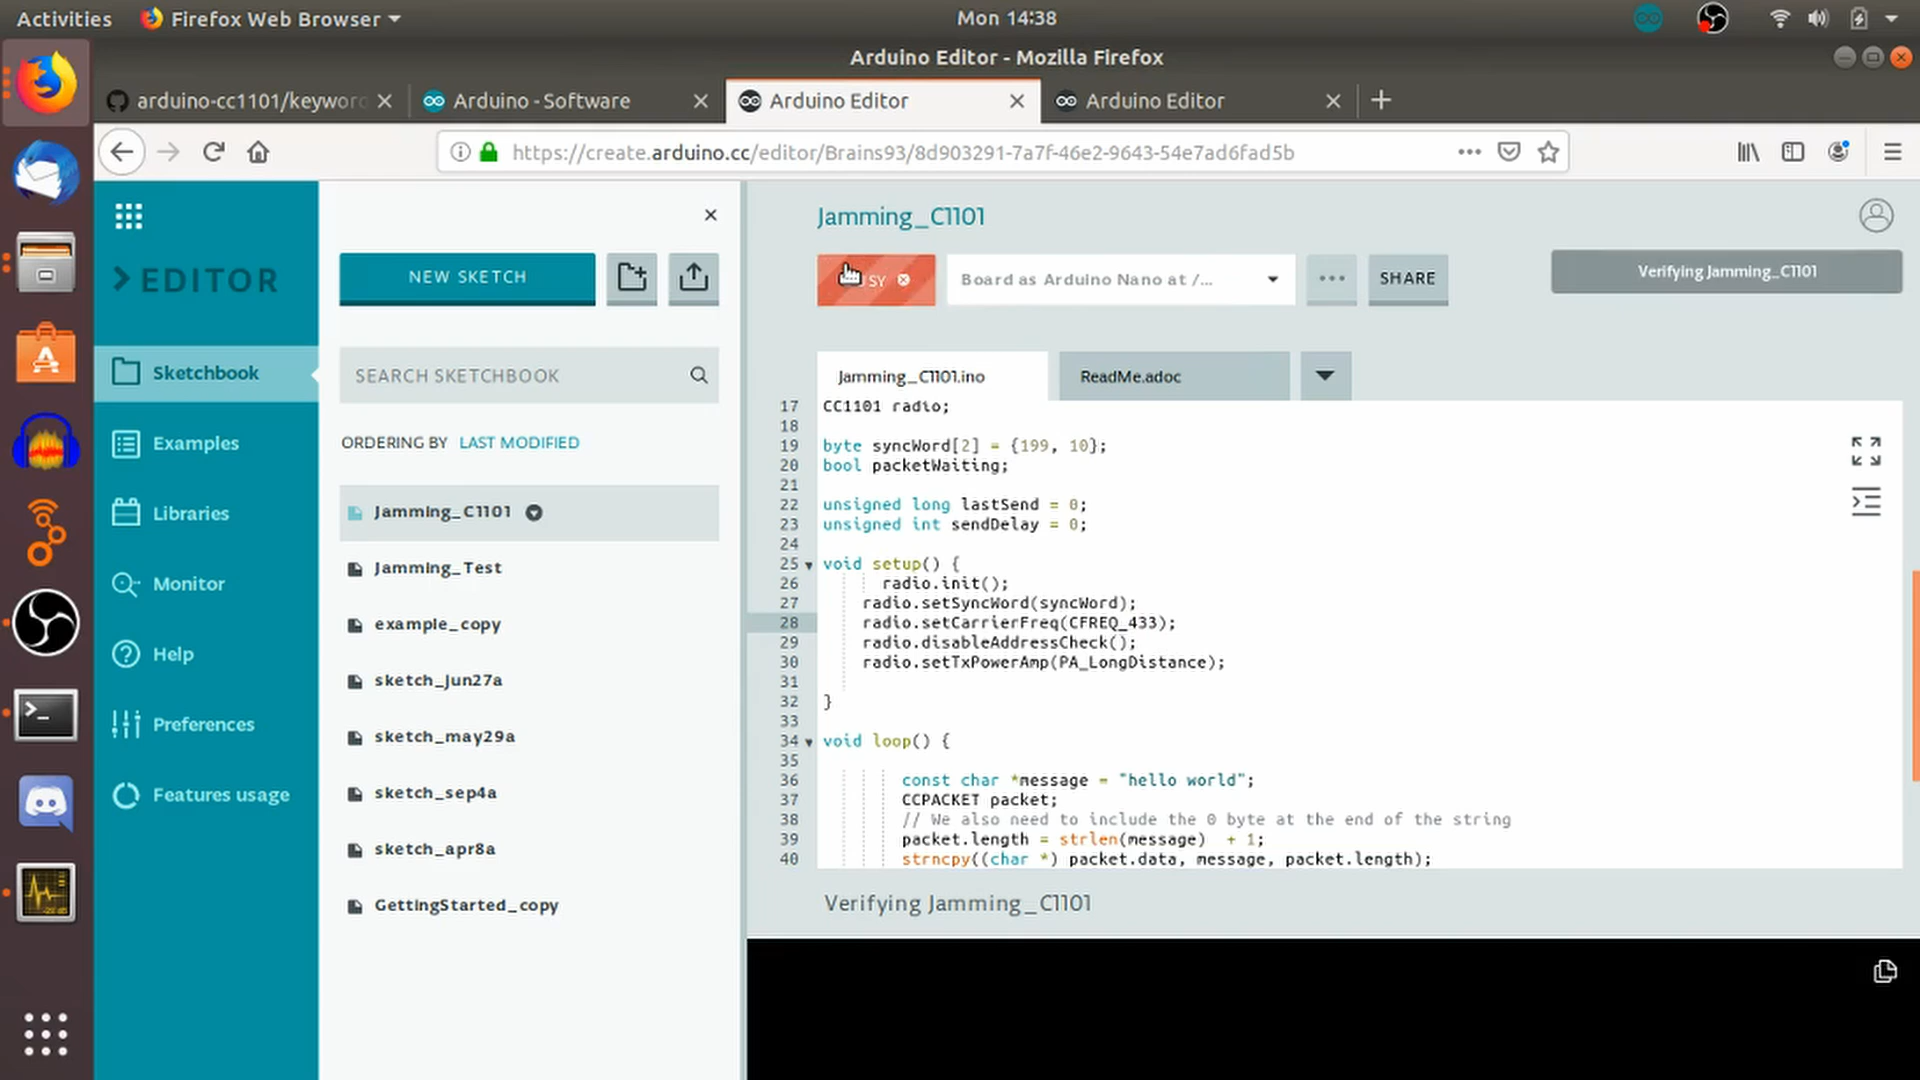 Activities
Firefox Web Browser
Mon 14:38
Arduino Editor - Mozilla Firefox
arduino-cc1101/keyword
Arduino - Software
Arduino Editor
Arduino Editor
https://create.arduino.cc/editor/Brains93/8d903291-7a7f-46e2-9643-54e7ad6fad5b
EDITOR
Sketchbook
Examples
Libraries
Monitor
Help
Preferences
Features usage
NEW SKETCH
SEARCH SKETCHBOOK
ORDERING BY LAST MODIFIED
Jamming_C1101
Jamming_Test
example_copy
sketch_jun27a
sketch_may29a
sketch_sep4a
sketch_apr8a
GettingStarted_copy
Jamming_C1101
SY
Board as Arduino Nano at /...
SHARE
Verifying Jamming_C1101
Jamming_C1101.ino
ReadMe.adoc
17 CC1101 radio;
18
19 byte syncWord[2] = {199, 10};
20 bool packetWaiting;
21
22 unsigned long lastSend = 0;
23 unsigned int sendDelay = 0;
24
25 void setup() {
26 radio.init();
27 radio.setSyncWord(syncWord);
28 radio.setCarrierFreq(CFREQ_433);
29 radio.disableAddressCheck();
30 radio.setTxPowerAmp(PA_LongDistance);
31
32 }
33
34 void loop() {
35
36 const char *message = "hello world";
37 CCPACKET packet;
38 // We also need to include the 0 byte at the end of the string
39 packet.length = strlen(message) + 1;
40 strncpy((char *) packet.data, message, packet.length);
Verifying Jamming_C1101